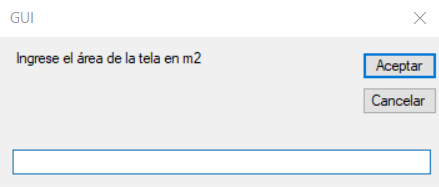 GUI
Ingrese el área de la tela en m2
Aceptar
Cancelar